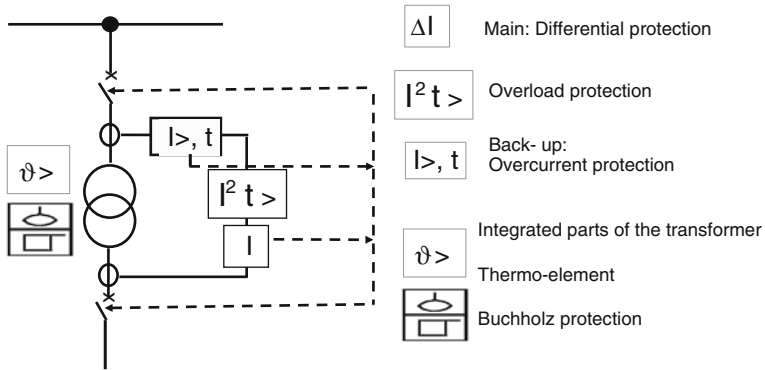 ΔI Main: Differential protection
I² t > Overload protection
I>, t Back- up:
Overcurrent protection
ϑ> Integrated parts of the transformer
Thermo-element
Buchholz protection
I>, t
ϑ>
I² t >
I